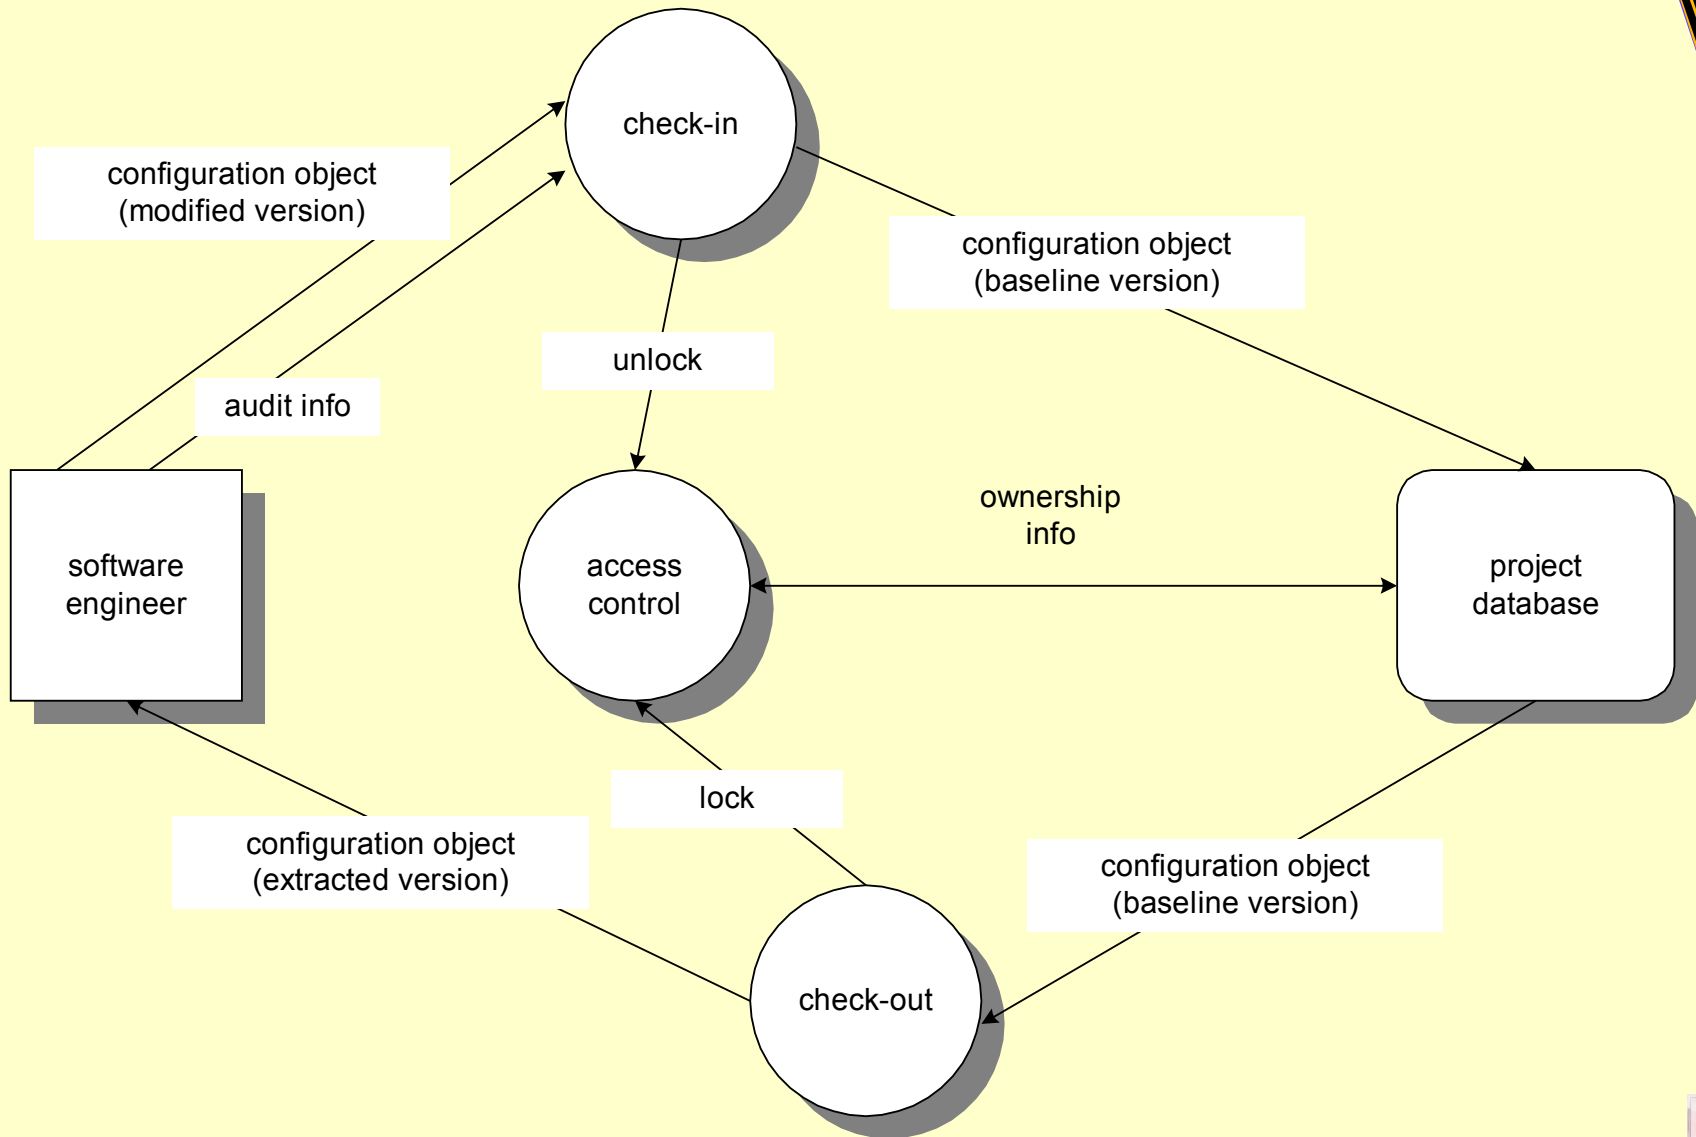 check-in
configuration object
(modified version)
configuration object
(baseline version)
unlock
audit info
ownership
info
software
engineer
access
control
project
database
lock
configuration object
(extracted version)
configuration object
(baseline version)
check-out